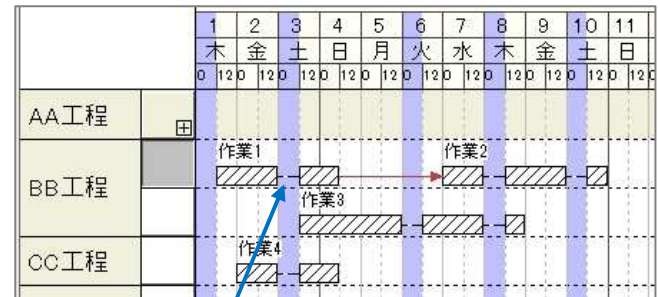 1 2 3 4 5 6 7 8 9 10 11
木 金 土 日 月 火 水 木 金 土 日
0 12 0 12 0 12 0 12 0 12 0 12 0 12 0 12 0 12 0 12 0 12
AA工程
作業1 作業2
BB工程
作業3
作業4
CC工程